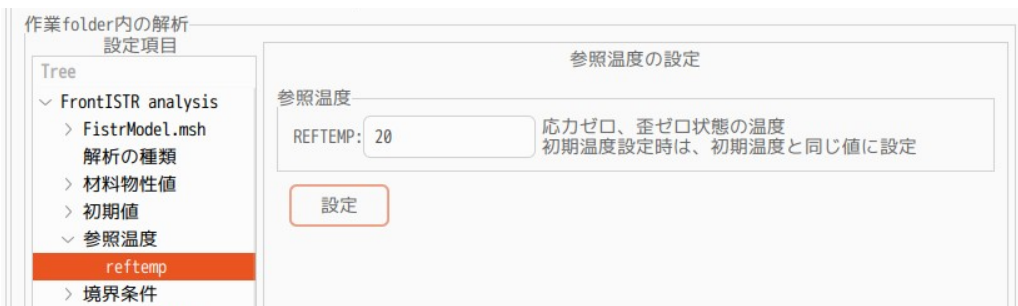 作業folder内の解析
設定項目
Tree
FrontISTR analysis
FistrModel.msh
解析の種類
材料物性値
初期値
参照温度
reftemp
境界条件
参照温度の設定
参照温度
REFTEMP: 20
応力ゼロ、歪ゼロ状態の温度
初期温度設定時は、初期温度と同じ値に設定
設定